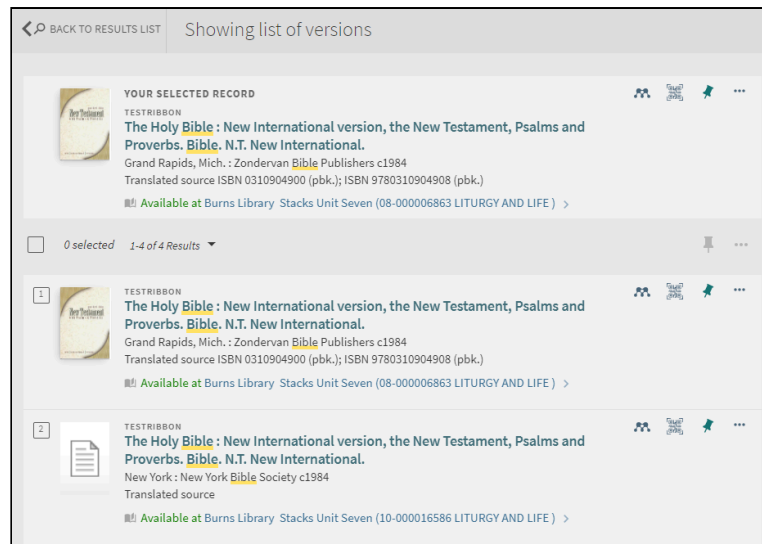 BACK TO RESULTS LIST
Showing list of versions
YOUR SELECTED RECORD
TESTRIBBON
The Holy Bible : New International version, the New Testament, Psalms and
Proverbs. Bible. N.T. New International.
Grand Rapids, Mich. : Zondervan Bible Publishers c1984
Translated source ISBN 0310904900 (pbk.); ISBN 9780310904908 (pbk.)
Available at Burns Library Stacks Unit Seven (08-000006863 LITURGY AND LIFE ) >
New Testament
0 selected 1-4 of 4 Results
1
TESTRIBBON
The Holy Bible : New International version, the New Testament, Psalms and
Proverbs. Bible. N.T. New International.
Grand Rapids, Mich. : Zondervan Bible Publishers c1984
Translated source ISBN 0310904900 (pbk.); ISBN 9780310904908 (pbk.)
Available at Burns Library Stacks Unit Seven (08-000006863 LITURGY AND LIFE ) >
New Testament
2
TESTRIBBON
The Holy Bible : New International version, the New Testament, Psalms and
Proverbs. Bible. N.T. New International.
New York : New York Bible Society c1984
Translated source
Available at Burns Library Stacks Unit Seven (10-000016586 LITURGY AND LIFE ) >